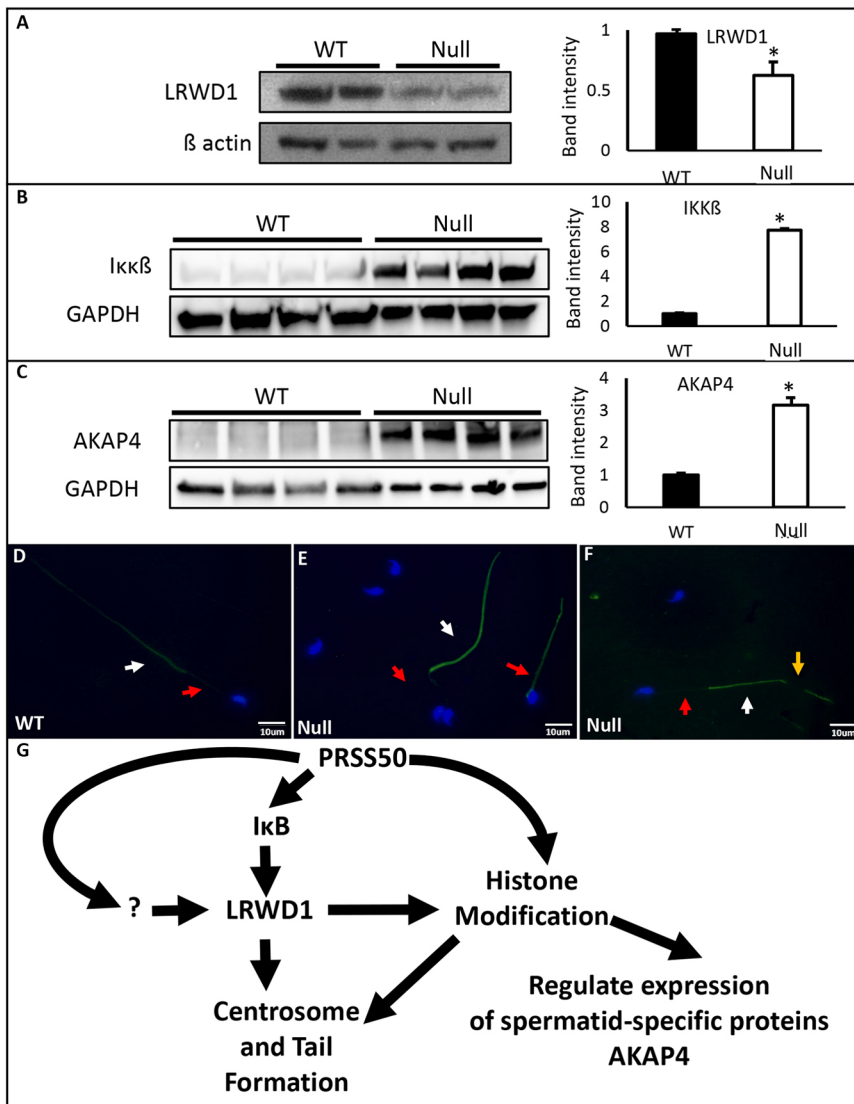 A
WT Null
LRWD1
ß actin
LRWD1
*
Band intensity
1
0.5
0
WT Null
B
WT Null
Iκκß
GAPDH
IKKß
*
Band intensity
10
8
6
4
2
0
WT Null
C
WT Null
AKAP4
GAPDH
AKAP4
*
Band intensity
4
3
2
1
0
WT Null
D
WT
10um
E
Null
10um
F
Null
10um
G
PRSS50
IκB
?
LRWD1
Histone
Modification
Centrosome
and Tail
Formation
Regulate expression
of spermatid-specific proteins
AKAP4